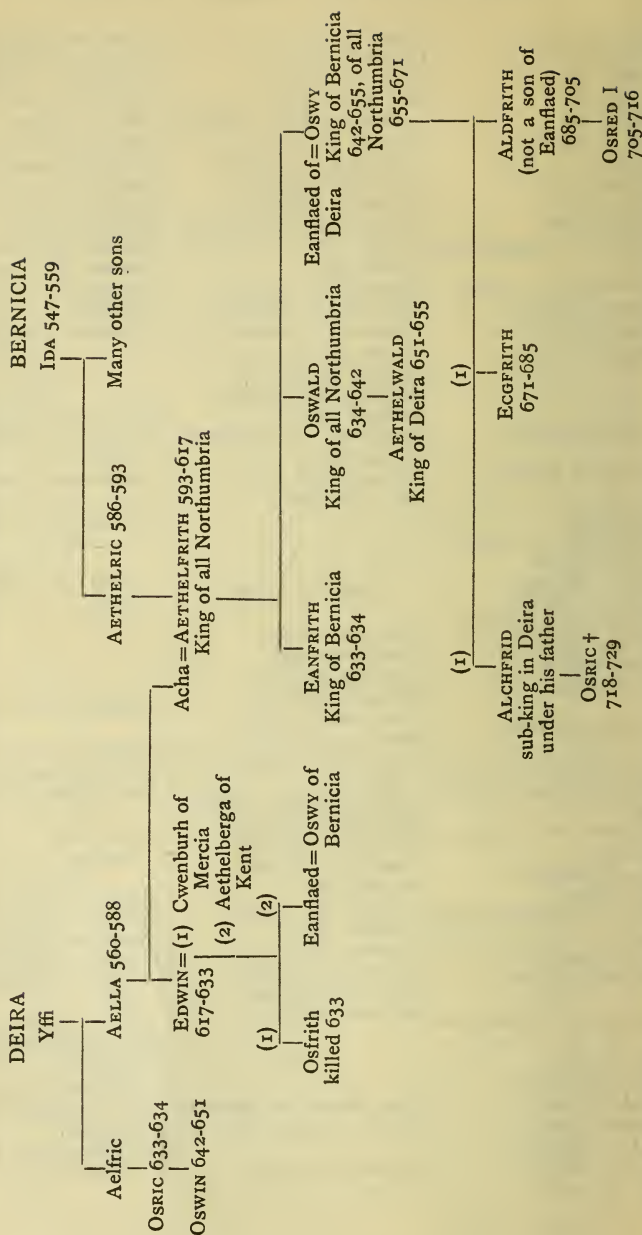 DEIRA
Yffi
Aelfric
AELLA 560-588
OSRIC 633-634
OSWIN 642-651
EDWIN= (1) Cwenburh of
617-633 Mercia
(2) Aethelberga of
Kent
(1)
Osfrith
killed 633
(2)
Eanflaed=Oswy of
Bernicia
BERNICIA
IDA 547-559
AETHELRIC 586-593
Many other sons
Acha=AETHELFRITH 593-617
King of all Northumbria
EANFRITH
King of Bernicia
633-634
OSWALD
King of all Northumbria
634-642
AETHELWALD
King of Deira 651-655
Eanflaed of=OSWY
Deira King of Bernicia
642-655, of all
Northumbria
655-671
(1)
ALCHFRID
sub-king in Deira
under his father
OSRIC†
718-729
(1)
ECGFRITH
671-685
ALDFRITH
(not a son of
Eanflaed)
685-705
OSRED I
705-716